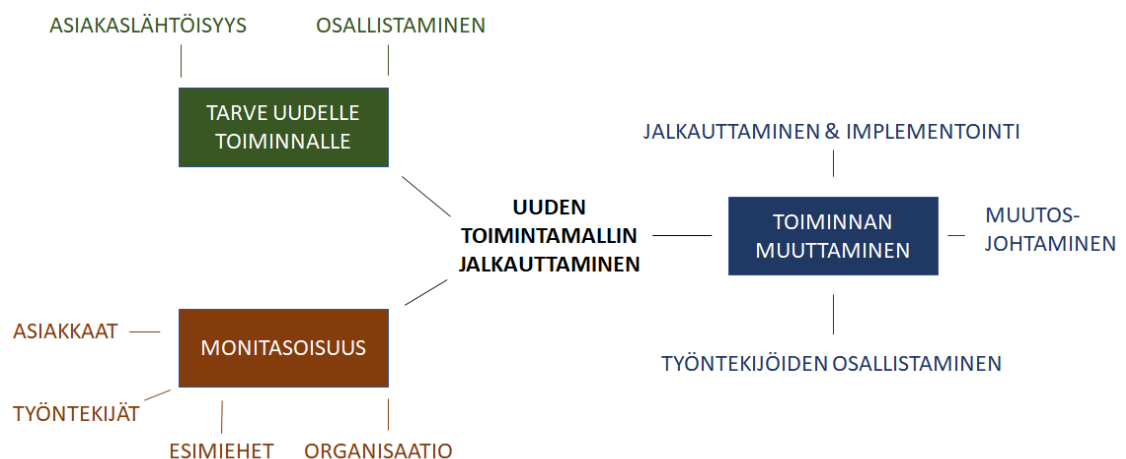 ASIAKASLÄHTÖISYYS
OSALLISTAMINEN
TARVE UUDELLE
TOIMINNALLE
JALKAUTTAMINEN & IMPLEMENTOINTI
UUDEN
TOIMINTAMALLIN
JALKAUTTAMINEN
TOIMINNAN
MUUTTAMINEN
MUUTOS-
JOHTAMINEN
ASIAKKAAT
MONITASOISUUS
TYÖNTEKIJÖIDEN OSALLISTAMINEN
TYÖNTEKIJÄT
ESIMIEHET
ORGANISAATIO